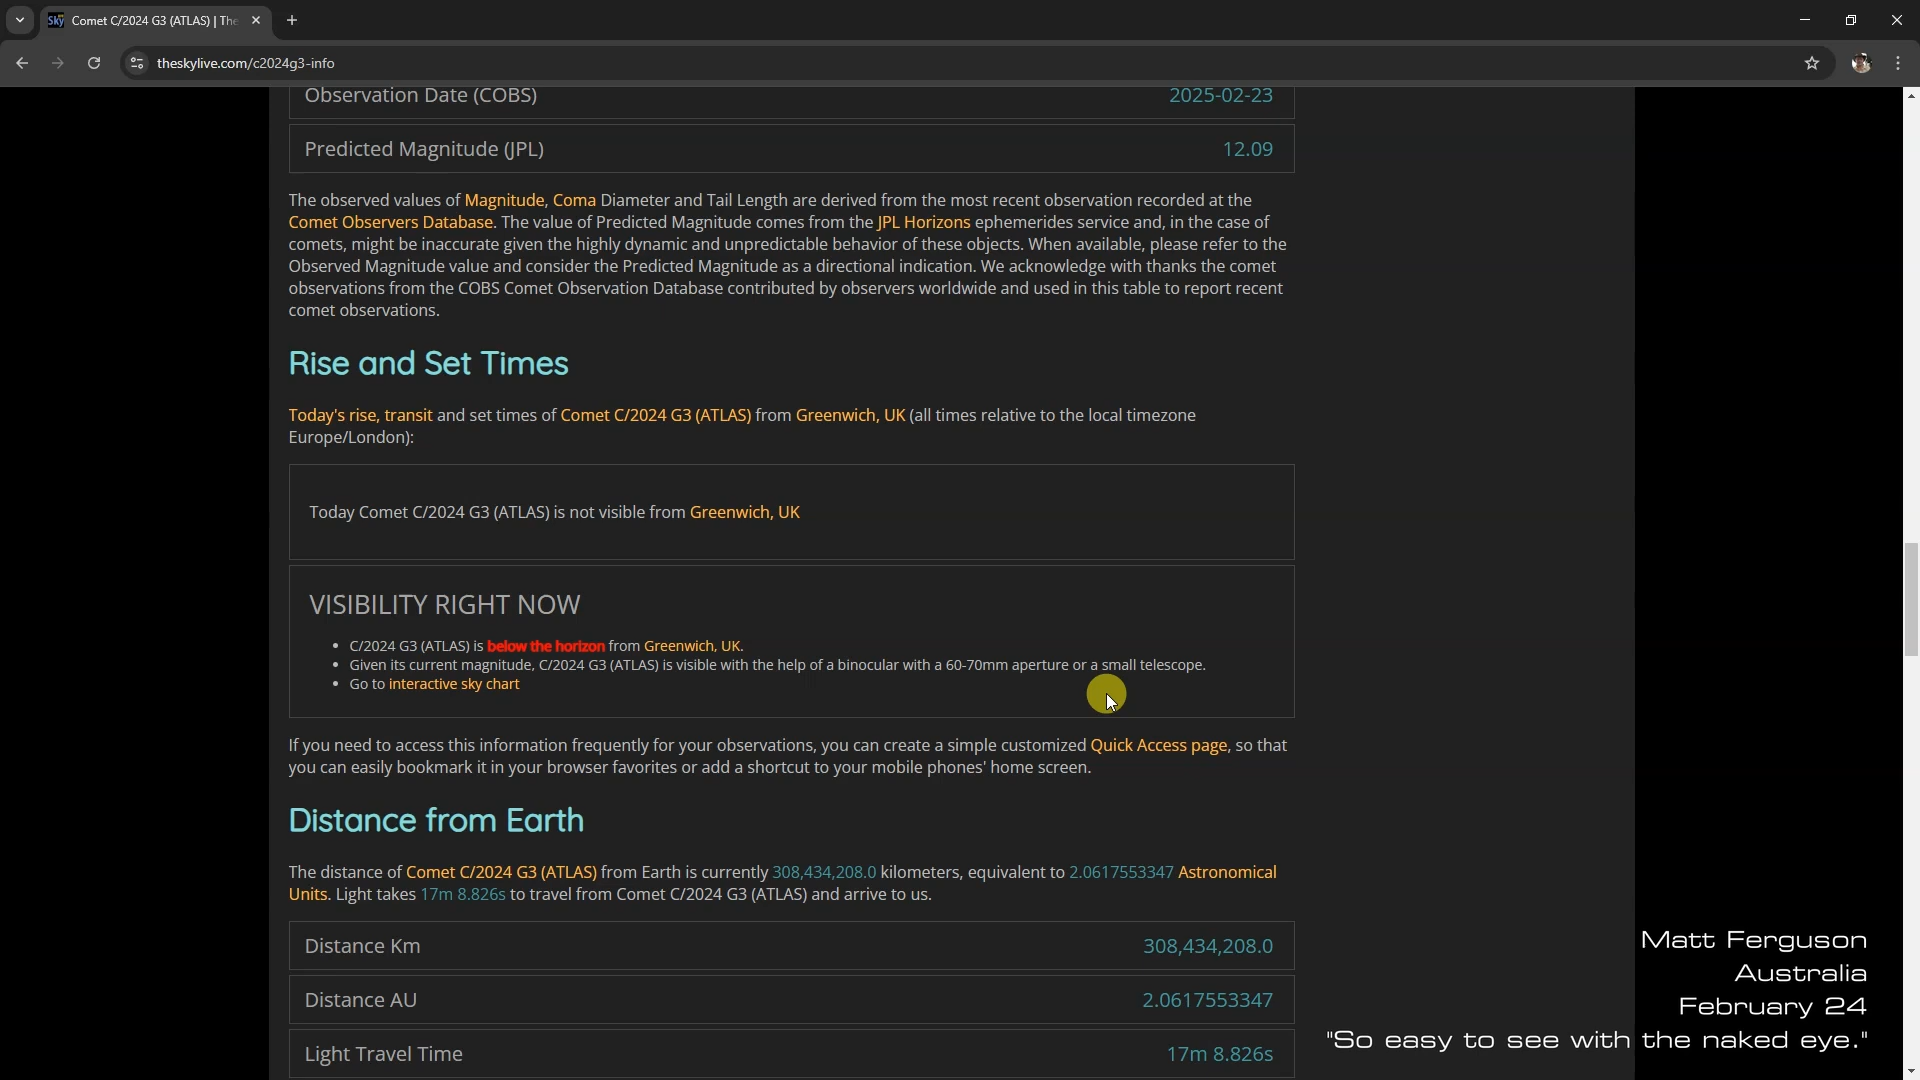 Sky Comet C/2024 G3 (ATLAS) | The
theskylive.com/c2024g3-info
Observation Date (COBS) 2025-02-23
Predicted Magnitude (JPL) 12.09
The observed values of Magnitude, Coma Diameter and Tail Length are derived from the most recent observation recorded at the
Comet Observers Database. The value of Predicted Magnitude comes from the JPL Horizons ephemerides service and, in the case of
comets, might be inaccurate given the highly dynamic and unpredictable behavior of these objects. When available, please refer to the
Observed Magnitude value and consider the Predicted Magnitude as a directional indication. We acknowledge with thanks the comet
observations from the COBS Comet Observation Database contributed by observers worldwide and used in this table to report recent
comet observations.
Rise and Set Times
Today's rise, transit and set times of Comet C/2024 G3 (ATLAS) from Greenwich, UK (all times relative to the local timezone
Europe/London):
Today Comet C/2024 G3 (ATLAS) is not visible from Greenwich, UK
VISIBILITY RIGHT NOW
• C/2024 G3 (ATLAS) is below the horizon from Greenwich, UK.
• Given its current magnitude, C/2024 G3 (ATLAS) is visible with the help of a binocular with a 60-70mm aperture or a small telescope.
• Go to interactive sky chart
If you need to access this information frequently for your observations, you can create a simple customized Quick Access page, so that
you can easily bookmark it in your browser favorites or add a shortcut to your mobile phones' home screen.
Distance from Earth
The distance of Comet C/2024 G3 (ATLAS) from Earth is currently 308,434,208.0 kilometers, equivalent to 2.0617553347 Astronomical
Units. Light takes 17m 8.826s to travel from Comet C/2024 G3 (ATLAS) and arrive to us.
Distance Km 308,434,208.0
Distance AU 2.0617553347
Light Travel Time 17m 8.826s
Matt Ferguson
Australia
February 24
"So easy to see with the naked eye."